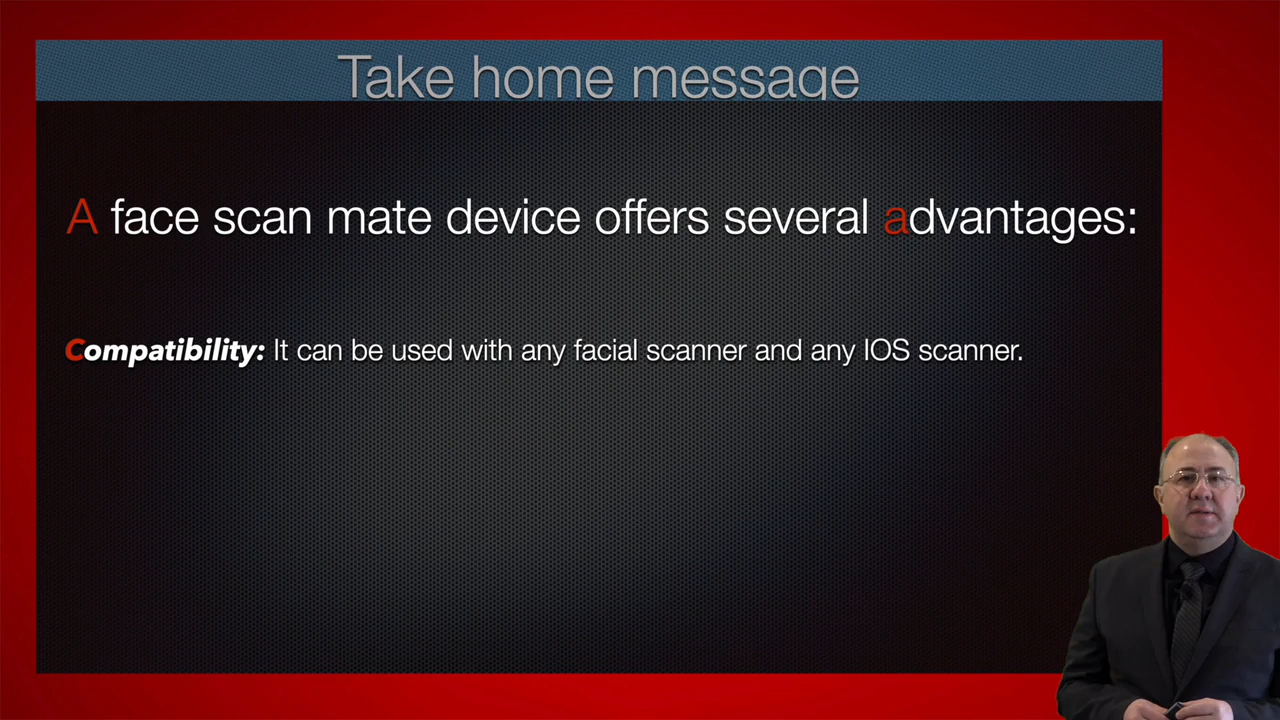 Take home message
A face scan mate device offers several advantages:
Compatibility: It can be used with any facial scanner and any IOS scanner.